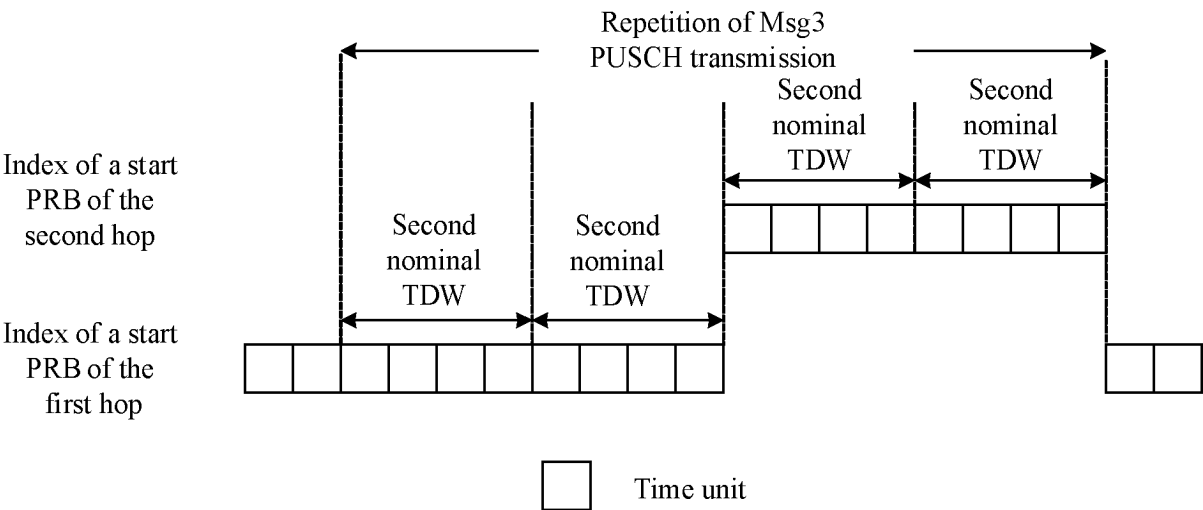 Repetition of Msg3
PUSCH transmission
Second
nominal
TDW
Second
nominal
TDW
Index of a start
PRB of the
second hop
Second
nominal
TDW
Second
nominal
TDW
Index of a start
PRB of the
first hop
Time unit